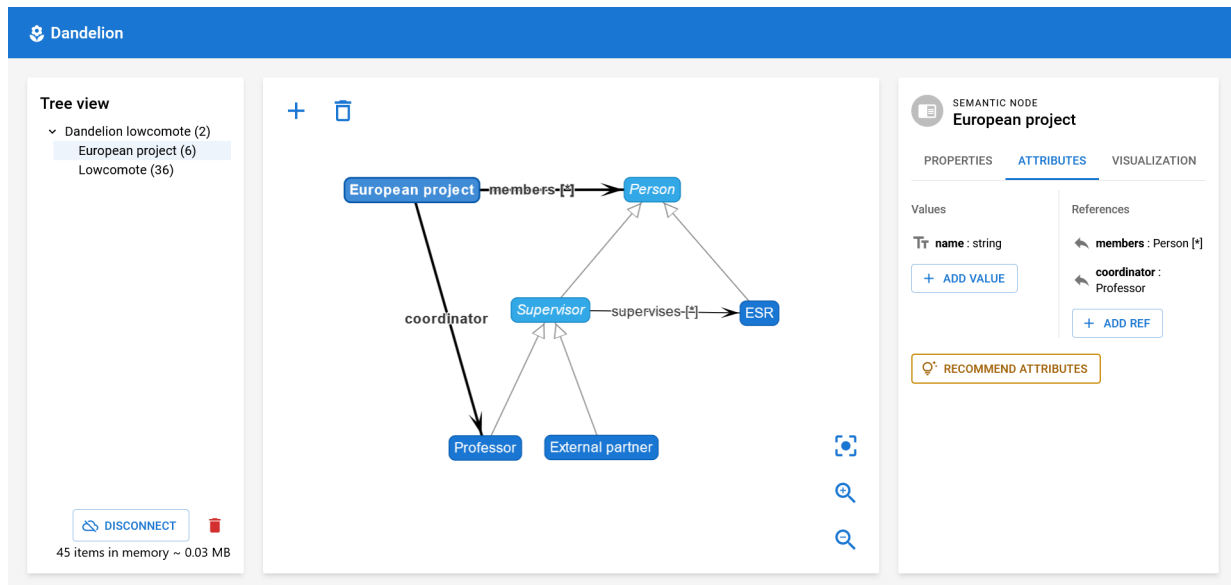 Dandelion
Tree view
Dandelion lowcomote (2)
European project (6)
Lowcomote (36)
DISCONNECT
45 items in memory ~ 0.03 MB
European project
members [*]
Person
Supervisor
supervises [*]
ESR
coordinator
Professor
External partner
SEMANTIC NODE
European project
PROPERTIES
ATTRIBUTES
VISUALIZATION
Values
Tт name : string
+ ADD VALUE
References
members : Person [*]
coordinator :
Professor
+ ADD REF
RECOMMEND ATTRIBUTES